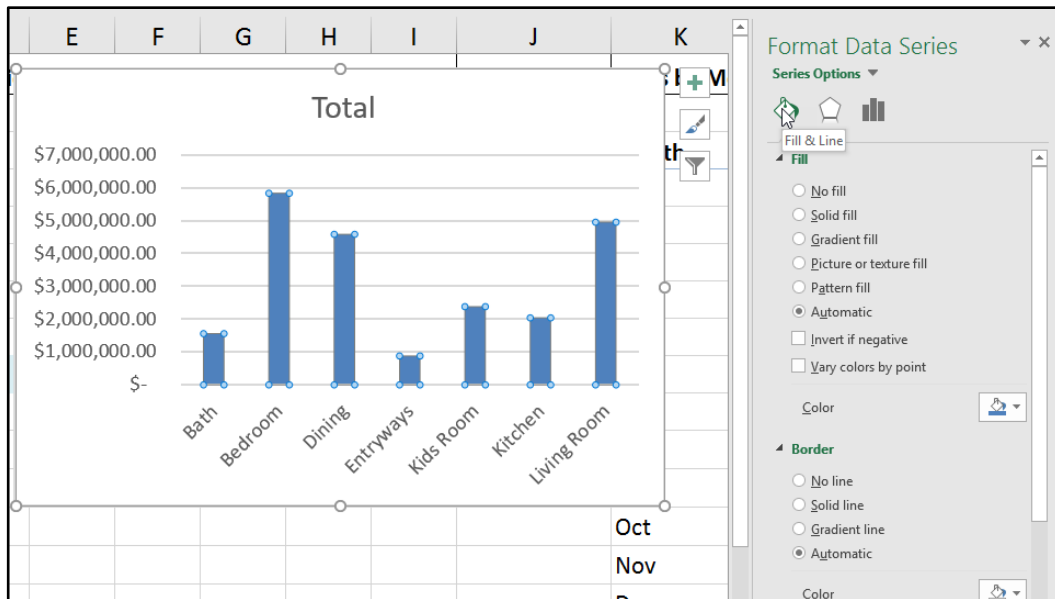 E F G H I J K
Format Data Series
Series Options
M
Total
Fill & Line
th
Fill
$7,000,000.00
$6,000,000.00
$5,000,000.00
$4,000,000.00
$3,000,000.00
$2,000,000.00
$1,000,000.00
$-
Bath
Bedroom
Dining
Entryways
Kids Room
Kitchen
Living Room
No fill
Solid fill
Gradient fill
Picture or texture fill
Pattern fill
Automatic
Invert if negative
Vary colors by point
Color
Border
No line
Solid line
Gradient line
Automatic
Color
Oct
Nov